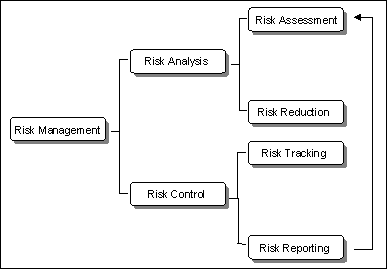 Risk Assessment
Risk Analysis
Risk Reduction
Risk Management
Risk Tracking
Risk Control
Risk Reporting